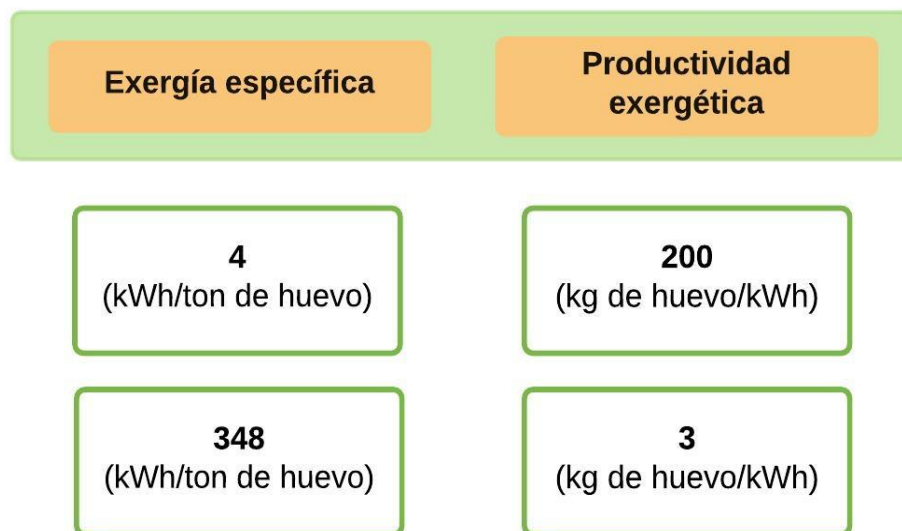 Exergía específica
Productividad
exergética
4
(kWh/ton de huevo)
200
(kg de huevo/kWh)
348
(kWh/ton de huevo)
3
(kg de huevo/kWh)